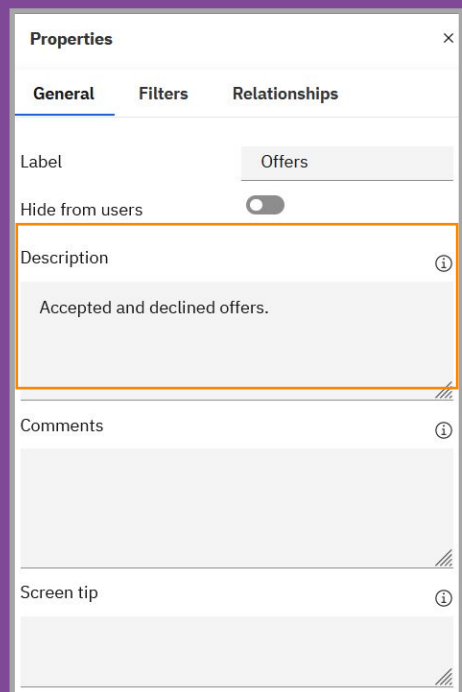 Properties
General Filters Relationships
Label Offers
Hide from users
Description
Accepted and declined offers.
Comments
Screen tip